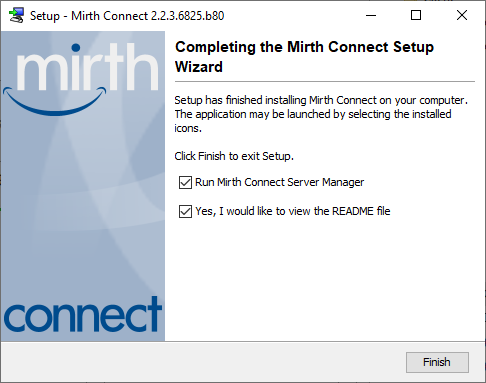 Setup - Mirth Connect 2.2.3.6825.b80
mirth
connect
Completing the Mirth Connect Setup
Wizard
Setup has finished installing Mirth Connect on your computer.
The application may be launched by selecting the installed
icons.
Click Finish to exit Setup.
Run Mirth Connect Server Manager
Yes, I would like to view the README file
Finish